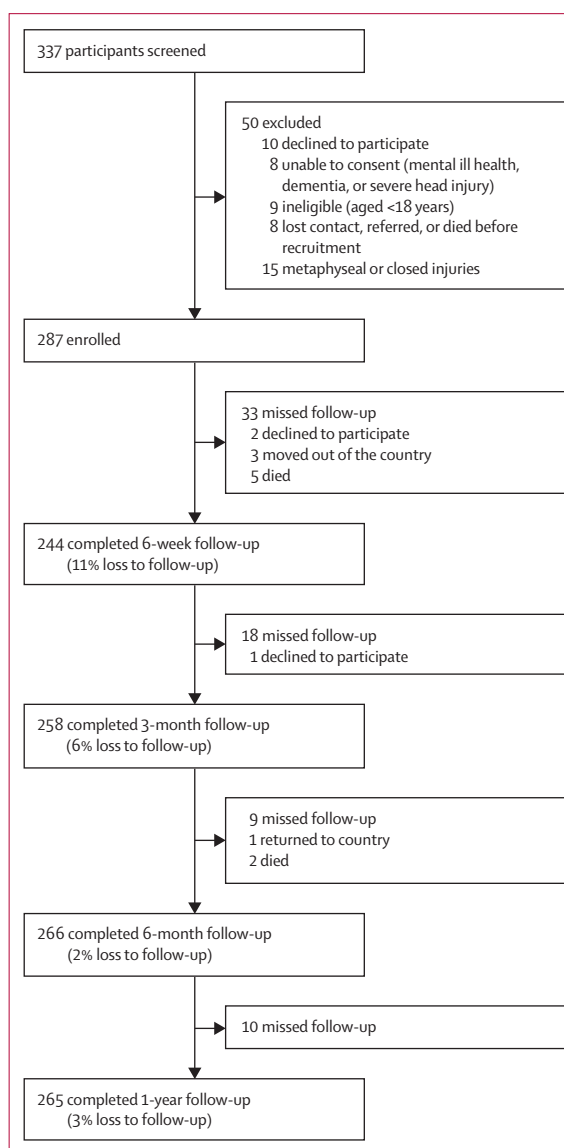 337 participants screened
50 excluded
10 declined to participate
8 unable to consent (mental ill health,
dementia, or severe head injury)
9 ineligible (aged <18 years)
8 lost contact, referred, or died before
recruitment
15 metaphyseal or closed injuries
287 enrolled
33 missed follow-up
2 declined to participate
3 moved out of the country
5 died
244 completed 6-week follow-up
(11% loss to follow-up)
18 missed follow-up
1 declined to participate
258 completed 3-month follow-up
(6% loss to follow-up)
9 missed follow-up
1 returned to country
2 died
266 completed 6-month follow-up
(2% loss to follow-up)
10 missed follow-up
265 completed 1-year follow-up
(3% loss to follow-up)